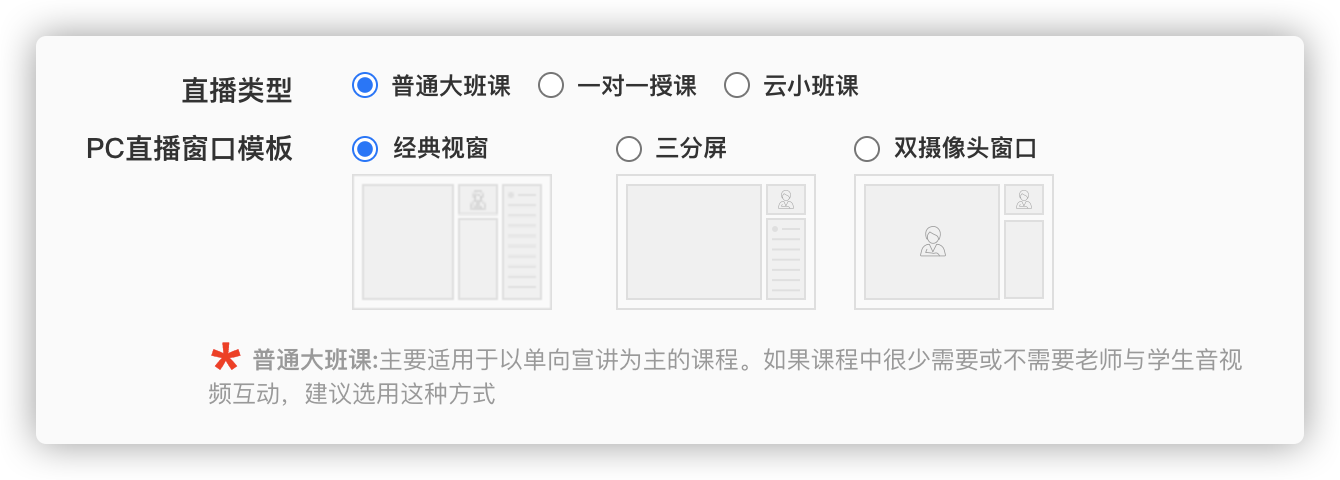 直播类型 普通大班课 一对一授课 云小班课
PC直播窗口模板 经典视窗 三分屏 双摄像头窗口
* 普通大班课:主要适用于以单向宣讲为主的课程。如果课程中很少需要或不需要老师与学生音视
频互动，建议选用这种方式